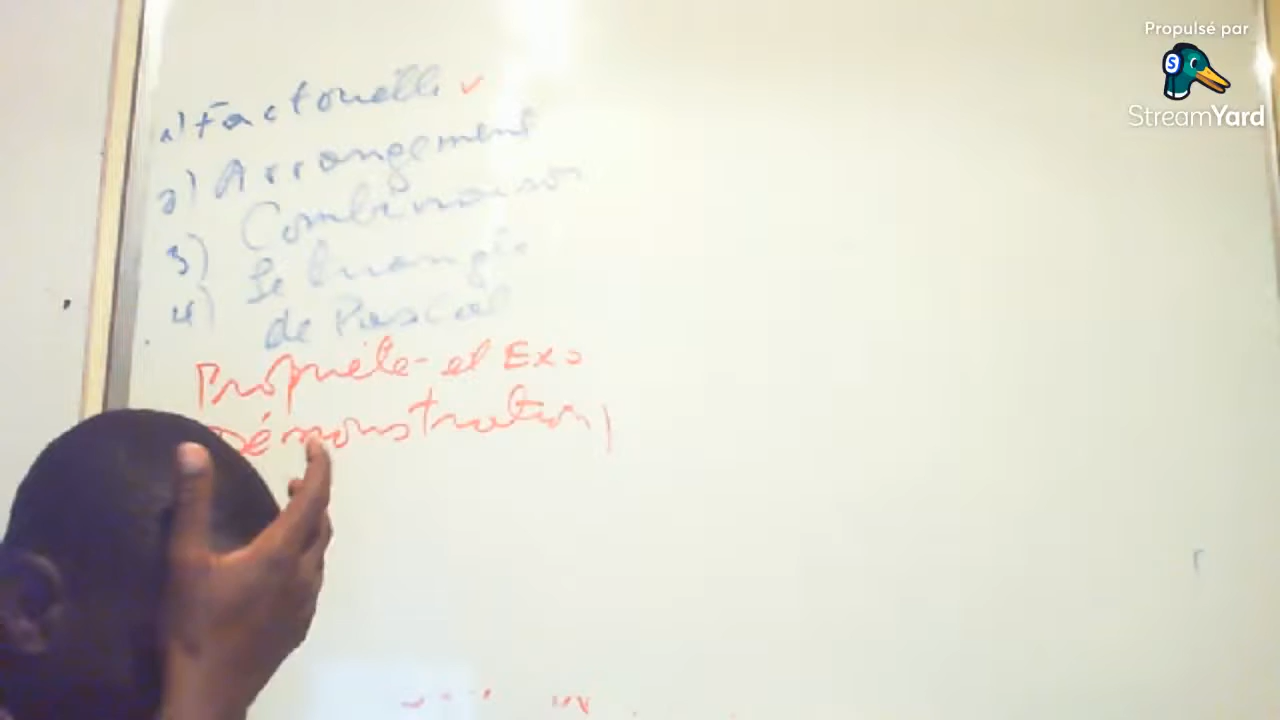 1) Factorielle
2) Arrangement
3) Combinaison
4) Le triangle
de Pascal
Propriété et Exo
Démonstration
Propulsé par
StreamYard